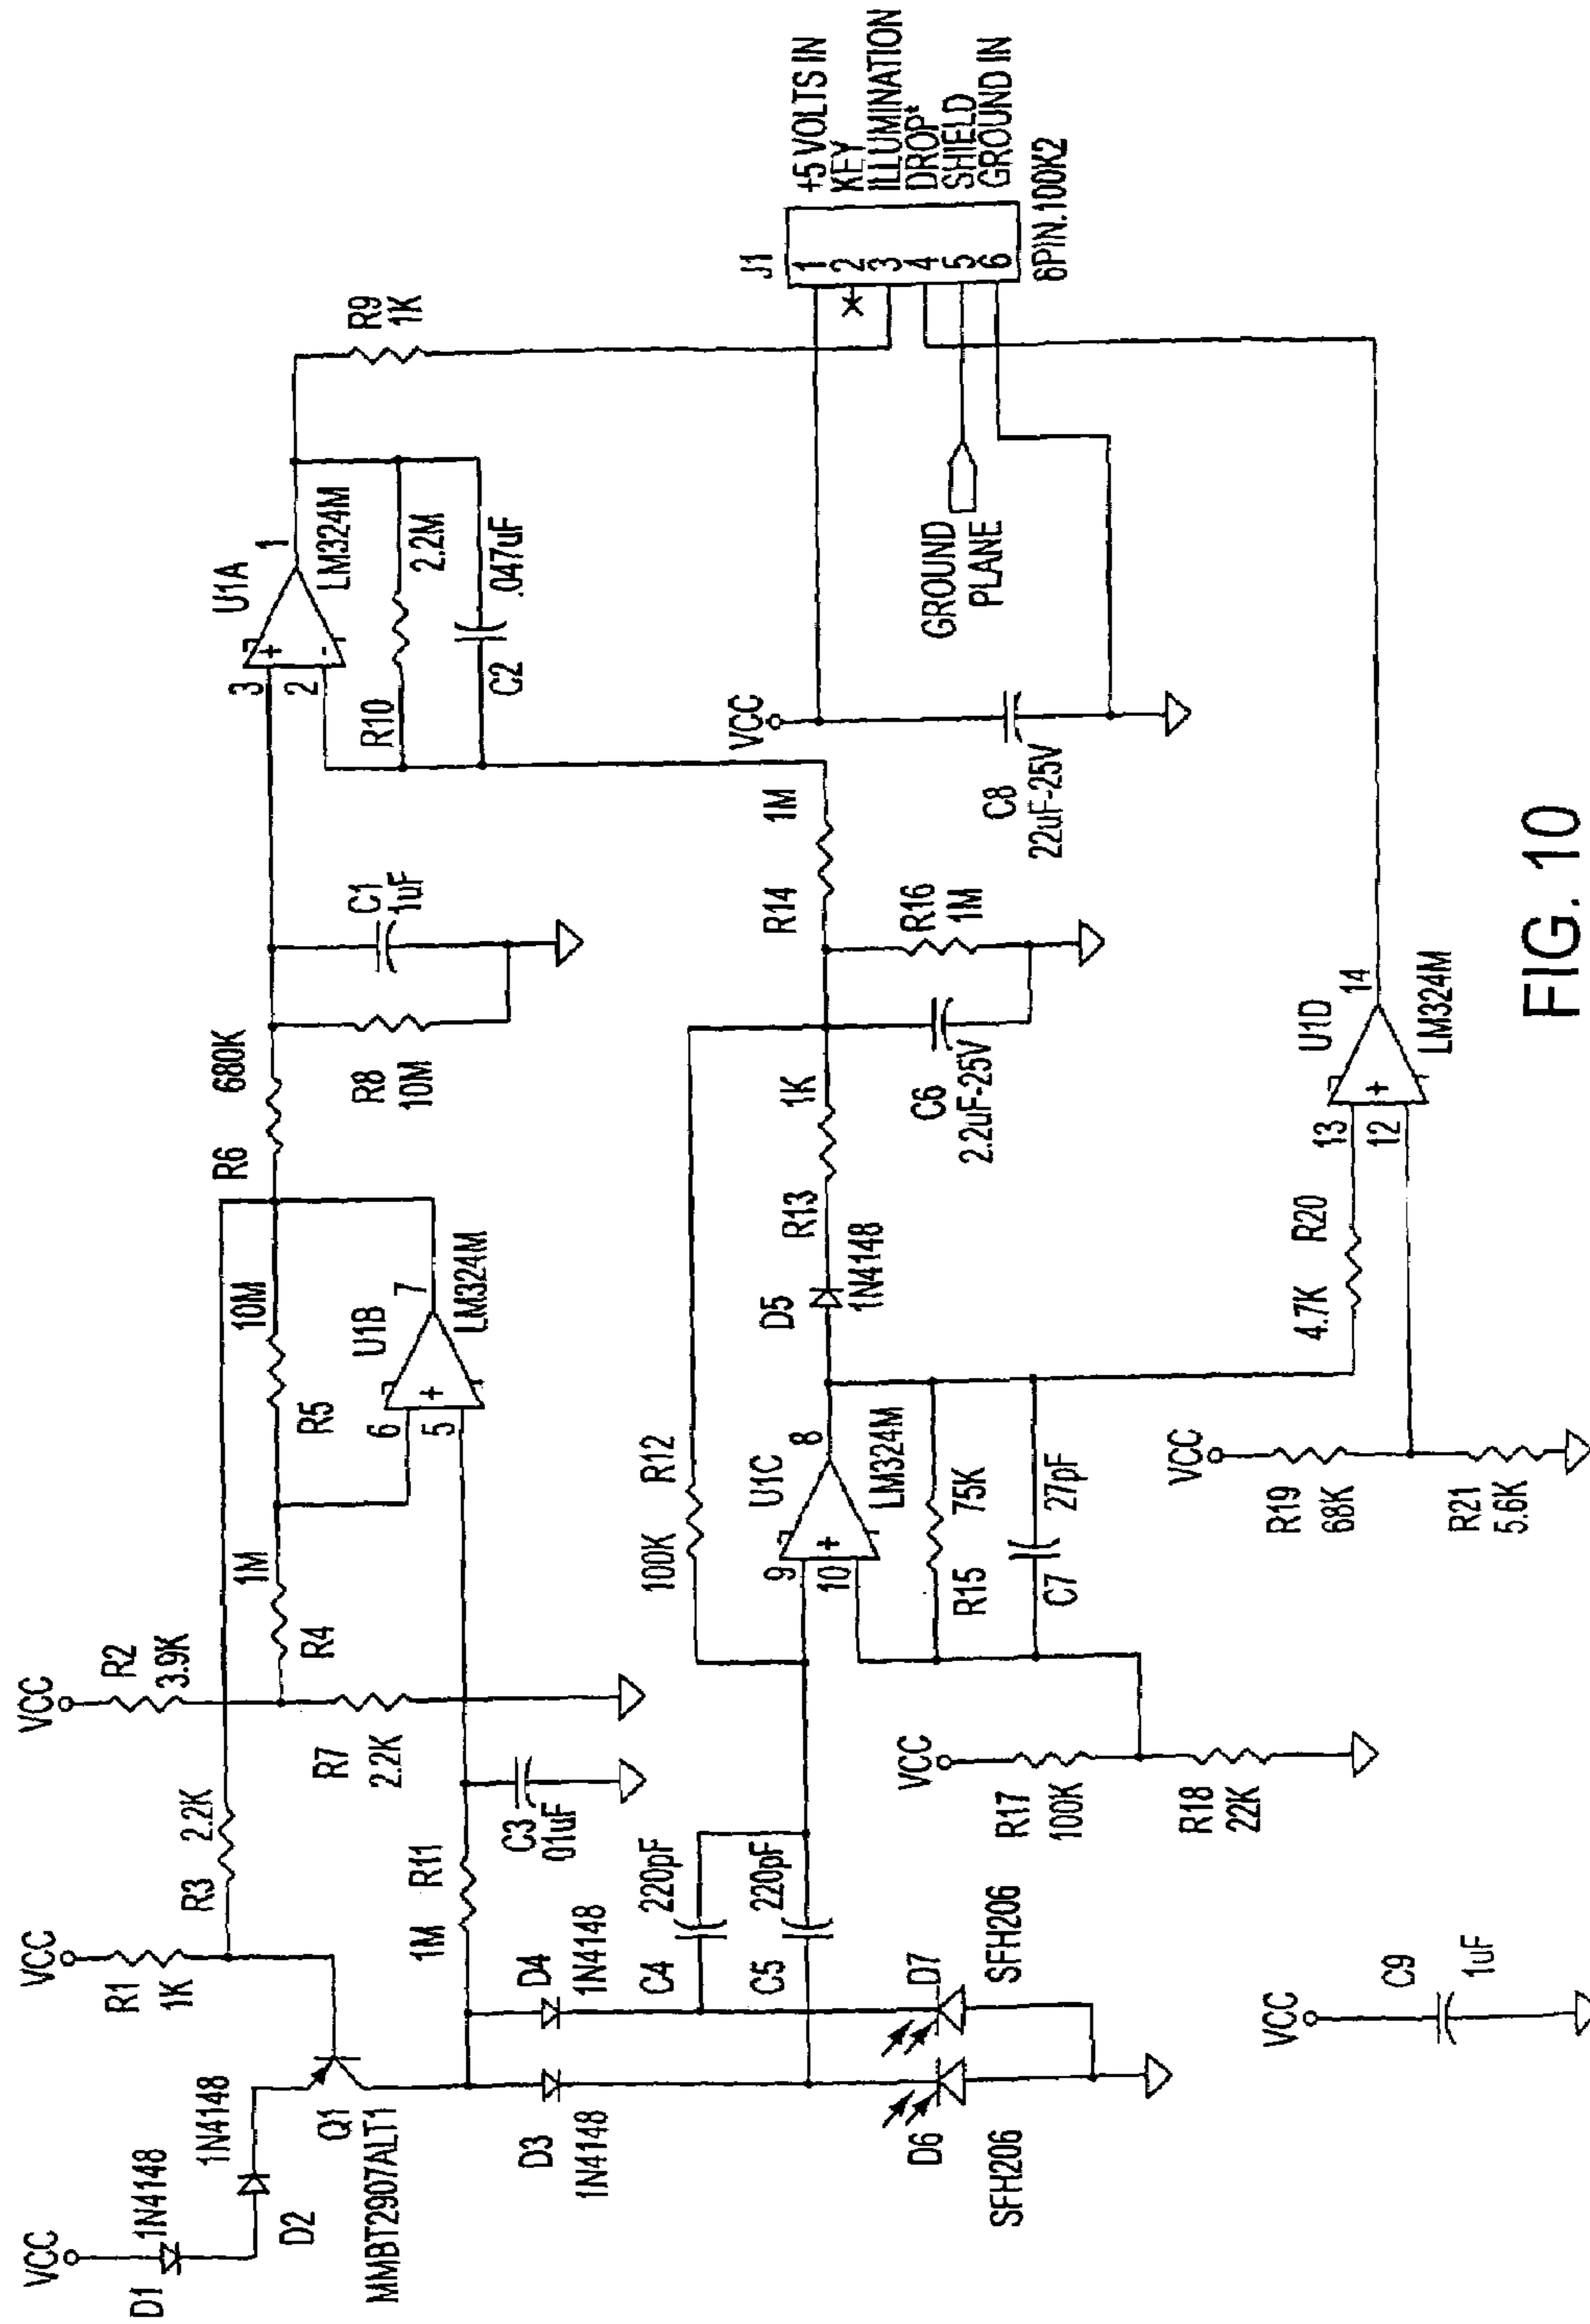 VCC
D1
1N4148
D2
1N4148
Q1
MMBT2907ALT1
VCC
R1
1K
R3
2.2K
VCC
R2
3.9K
R4
1M
R5
10M
R7
2.2K
6
5
+
U1B
7
LM324M
R6
680K
R8
10M
C1
1uF
3
2
+
-
U1A
1
LM324M
R10
2.2M
C2
.047uF
R9
1K
1M
R11
C3
01uF
D3
1N4148
D4
1N4148
C4
220pF
C5
220pF
D6
SFH206
D7
SFH206
100K
R12
9
10
+
U1C
8
LM324M
R15
75K
C7
27pF
D5
1N4148
R13
1K
C6
2.2uF-25V
R14
1M
R16
1M
VCC
R17
100K
R18
22K
VCC
C8
22uF-25V
GROUND
PLANE
J1
1
2
3
4
5
6
+5 VOLTS IN
KEY
ILLUMINATION
DROP*
SHIELD
GROUND IN
6PIN.100K2
VCC
C9
1uF
VCC
R19
68K
R21
5.6K
4.7K
R20
13
12
+
U1D
14
LM324M
FIG. 10